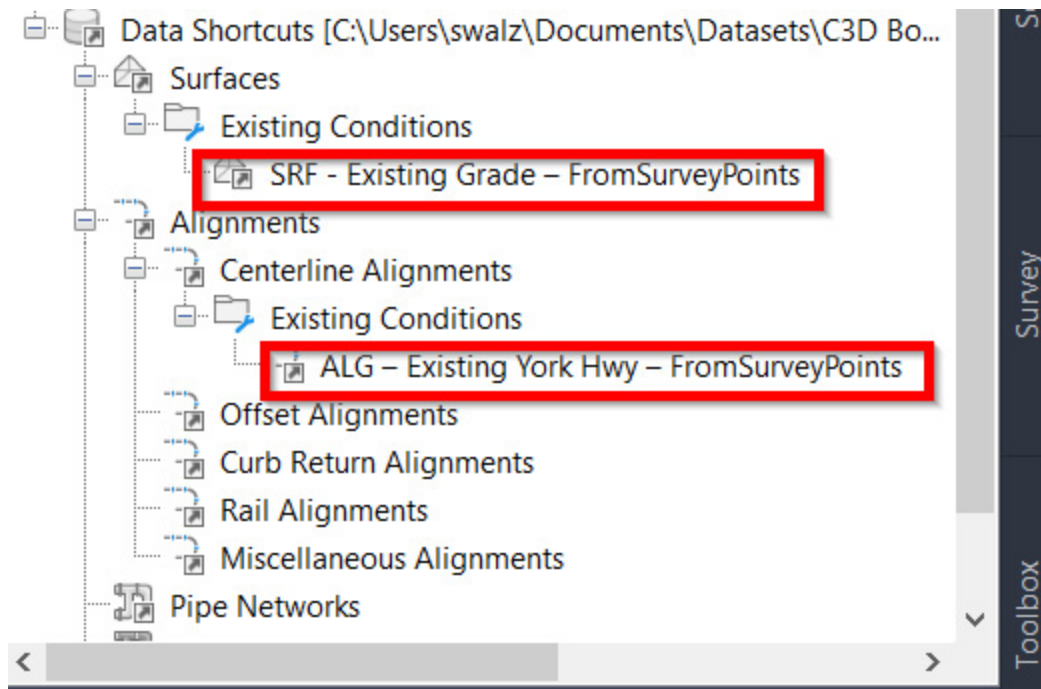 Data Shortcuts [C:\Users\swalz\Documents\Datasets\C3D Bo...
Surfaces
Existing Conditions
SRF - Existing Grade – FromSurveyPoints
Alignments
Centerline Alignments
Existing Conditions
ALG – Existing York Hwy – FromSurveyPoints
Offset Alignments
Curb Return Alignments
Rail Alignments
Miscellaneous Alignments
Pipe Networks
Survey
Toolbox